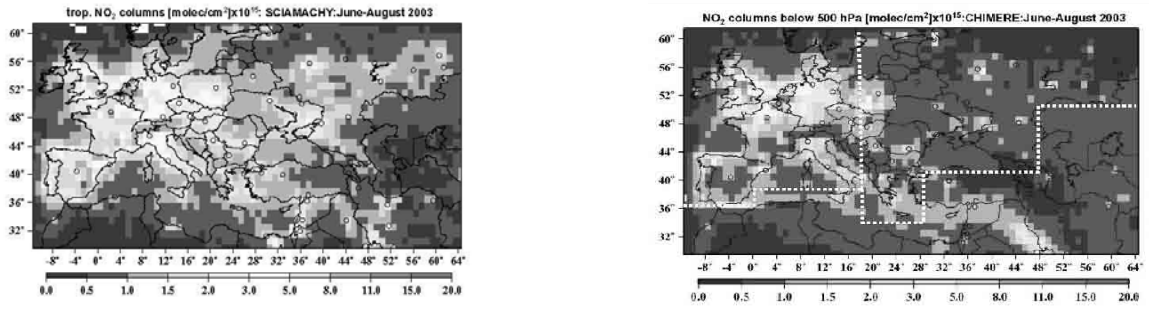 trop. NO₂ columns [molec/cm²]x10¹⁵: SCIAMACHY:June-August 2003
60°
56°
52°
48°
44°
40°
36°
32°
-8° -4° 0° 4° 8° 12° 16° 20° 24° 28° 32° 36° 40° 44° 48° 52° 56° 60° 64°
0.0 0.5 1.0 1.5 2.0 3.0 5.0 8.0 11.0 15.0 20.0
NO₂ columns below 500 hPa [molec/cm²]x10¹⁵:CHIMERE:June-August 2003
60°
56°
52°
48°
44°
40°
36°
32°
-8° -4° 0° 4° 8° 12° 16° 20° 24° 28° 32° 36° 40° 44° 48° 52° 56° 60° 64°
0.0 0.5 1.0 1.5 2.0 3.0 5.0 8.0 11.0 15.0 20.0